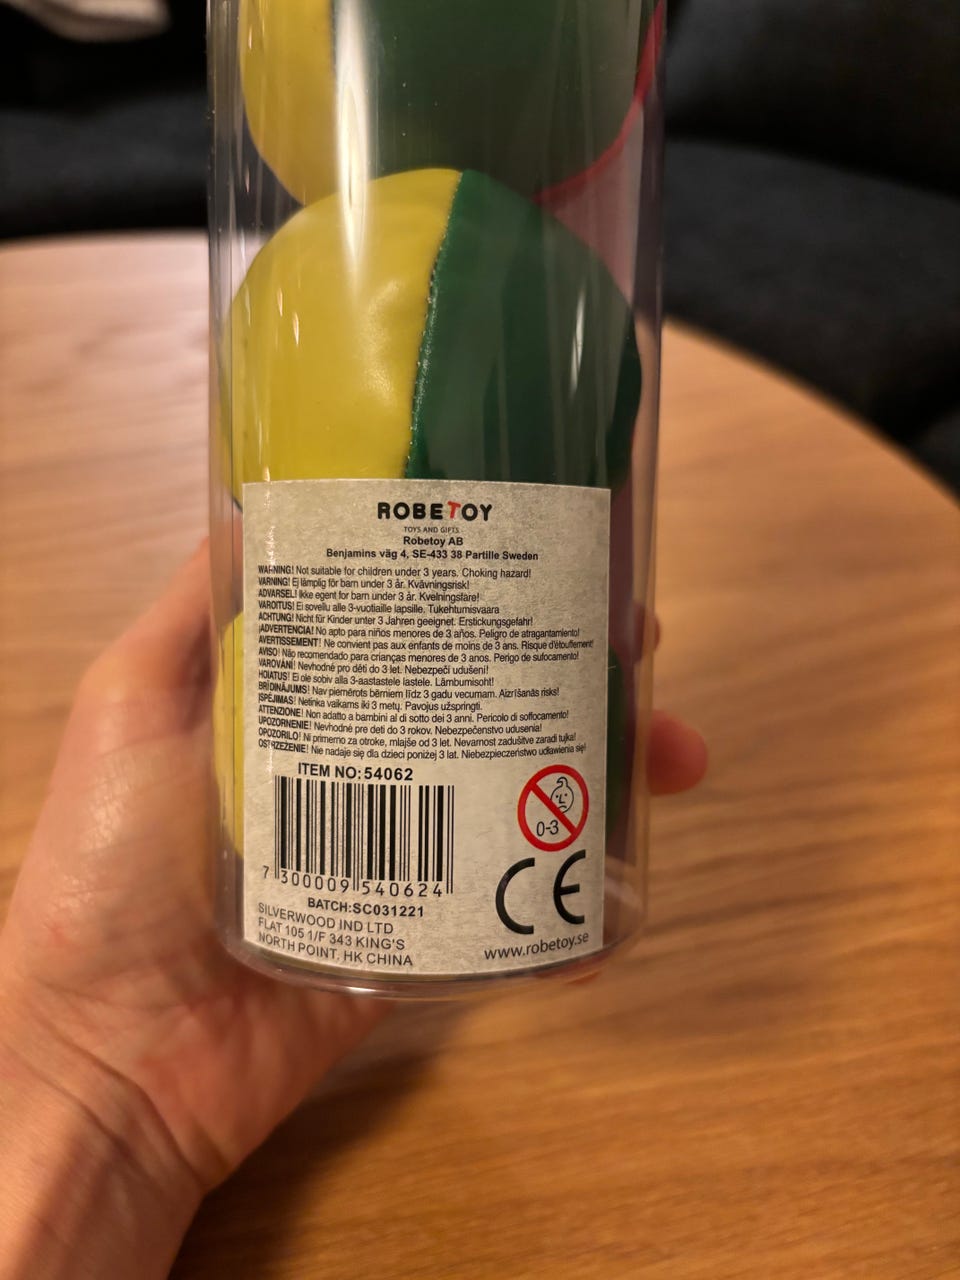 ROBETOY
TOYS AND GIFTS
Robetoy AB
Benjamins väg 4, SE-433 38 Partille Sweden
WARNING! Not suitable for children under 3 years. Choking hazard!
VARNING! Ej lämplig för barn under 3 år. Kvävningsrisk!
ADVARSEL! Ikke egent for barn under 3 år. Kvelningsfare!
VAROITUS! Ei sovellu alle 3-vuotiaille lapsille. Tukehtumisvaara
ACHTUNG! Nicht für Kinder unter 3 Jahren geeignet. Erstickungsgefahr!
¡ADVERTENCIA! No apto para niños menores de 3 años. Peligro de atragantamiento!
AVERTISSEMENT! Ne convient pas aux enfants de moins de 3 ans. Risque d'étouffement!
AVISO! Não recomendado para crianças menores de 3 anos. Perigo de sufocamento!
VAROVÁNÍ! Nevhodné pro děti do 3 let. Nebezpečí udušení!
HOIATUS! Ei ole sobiv alla 3-aastastele lastele. Lämbumisoht!
BRĪDINĀJUMS! Nav piemērots bērniem līdz 3 gadu vecumam. Aizrīšanās risks!
ĮSPĖJIMAS! Netinka vaikams iki 3 metų. Pavojus užspringti.
ATTENZIONE! Non adatto a bambini al di sotto dei 3 anni. Pericolo di soffocamento!
UPOZORNENIE! Nevhodné pre deti do 3 rokov. Nebezpečenstvo udusenia!
OPOZORILO! Ni primerno za otroke, mlajše od 3 let. Nevarnost zadušitve zaradi tujka!
OSTRZEŻENIE! Nie nadaje się dla dzieci poniżej 3 lat. Niebezpieczeństwo udławienia się!
ITEM NO:54062
0-3
7 300009 540624
CE
BATCH:SC031221
SILVERWOOD IND LTD
FLAT 105 1/F 343 KING'S
NORTH POINT, HK CHINA
www.robetoy.se